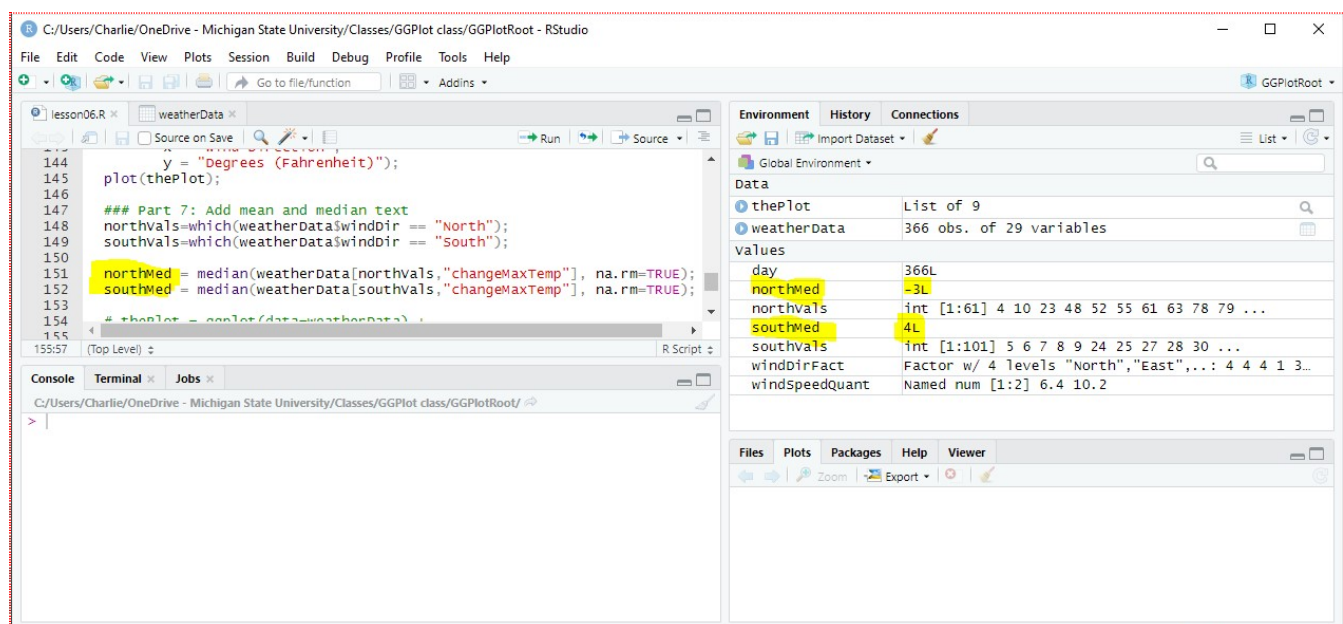 C:/Users/Charlie/OneDrive - Michigan State University/Classes/GGPlot class/GGPlotRoot - RStudio
File Edit Code View Plots Session Build Debug Profile Tools Help
Go to file/function Addins GGPlotRoot
lesson06.R weatherData
Source on Save Run Source
144 y = "Degrees (Fahrenheit)");
145 plot(thePlot);
146
147 ### Part 7: Add mean and median text
148 northVals=which(weatherData$windDir == "North");
149 southVals=which(weatherData$windDir == "South");
150
151 northMed = median(weatherData[northVals,"changeMaxTemp"], na.rm=TRUE);
152 southMed = median(weatherData[southVals,"changeMaxTemp"], na.rm=TRUE);
153
154 # thePlot = ggplot(data=weatherData) +
155
155:57 (Top Level) R Script
Console Terminal Jobs
C:/Users/Charlie/OneDrive - Michigan State University/Classes/GGPlot class/GGPlotRoot/
>
Environment History Connections
Import Dataset List
Global Environment
Data
thePlot List of 9
weatherData 366 obs. of 29 variables
Values
day 366L
northMed -3L
northVals int [1:61] 4 10 23 48 52 55 61 63 78 79 ...
southMed 4L
southVals int [1:101] 5 6 7 8 9 24 25 27 28 30 ...
windDirFact Factor w/ 4 levels "North","East",..: 4 4 4 1 3...
windSpeedQuant Named num [1:2] 6.4 10.2
Files Plots Packages Help Viewer
Zoom Export